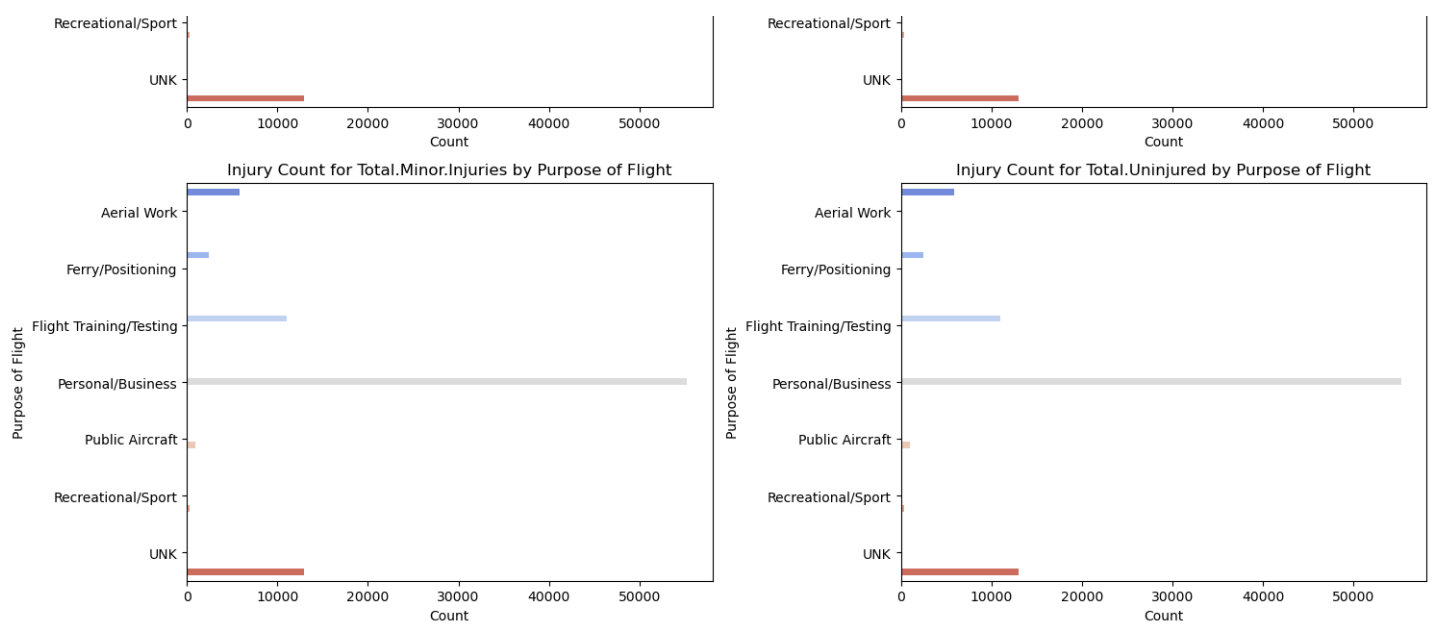 Recreational/Sport
UNK
0 10000 20000 30000 40000 50000
Count
Recreational/Sport
UNK
0 10000 20000 30000 40000 50000
Count
Injury Count for Total.Minor.Injuries by Purpose of Flight
Purpose of Flight
Aerial Work
Ferry/Positioning
Flight Training/Testing
Personal/Business
Public Aircraft
Recreational/Sport
UNK
0 10000 20000 30000 40000 50000
Count
Injury Count for Total.Uninjured by Purpose of Flight
Purpose of Flight
Aerial Work
Ferry/Positioning
Flight Training/Testing
Personal/Business
Public Aircraft
Recreational/Sport
UNK
0 10000 20000 30000 40000 50000
Count